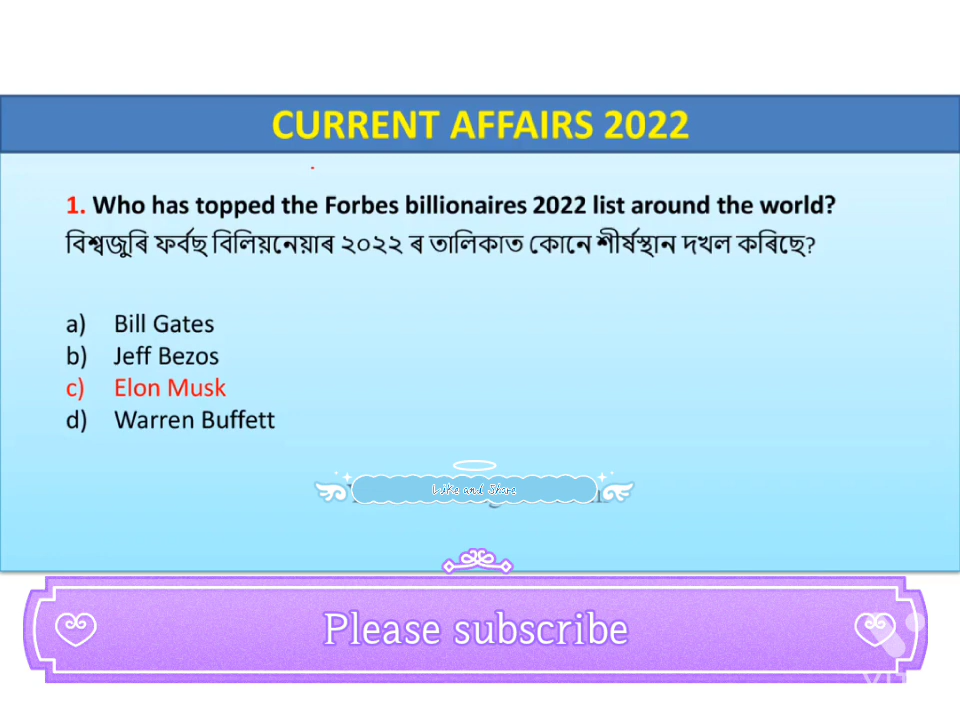 CURRENT AFFAIRS 2022
1. Who has topped the Forbes billionaires 2022 list around the world?
বিশ্বজুৰি ফৰ্বছ বিলিয়নেয়াৰ ২০২২ ৰ তালিকাত কোনে শীৰ্ষস্থান দখল কৰিছে?
a) Bill Gates
b) Jeff Bezos
c) Elon Musk
d) Warren Buffett
Like and Share
Please subscribe